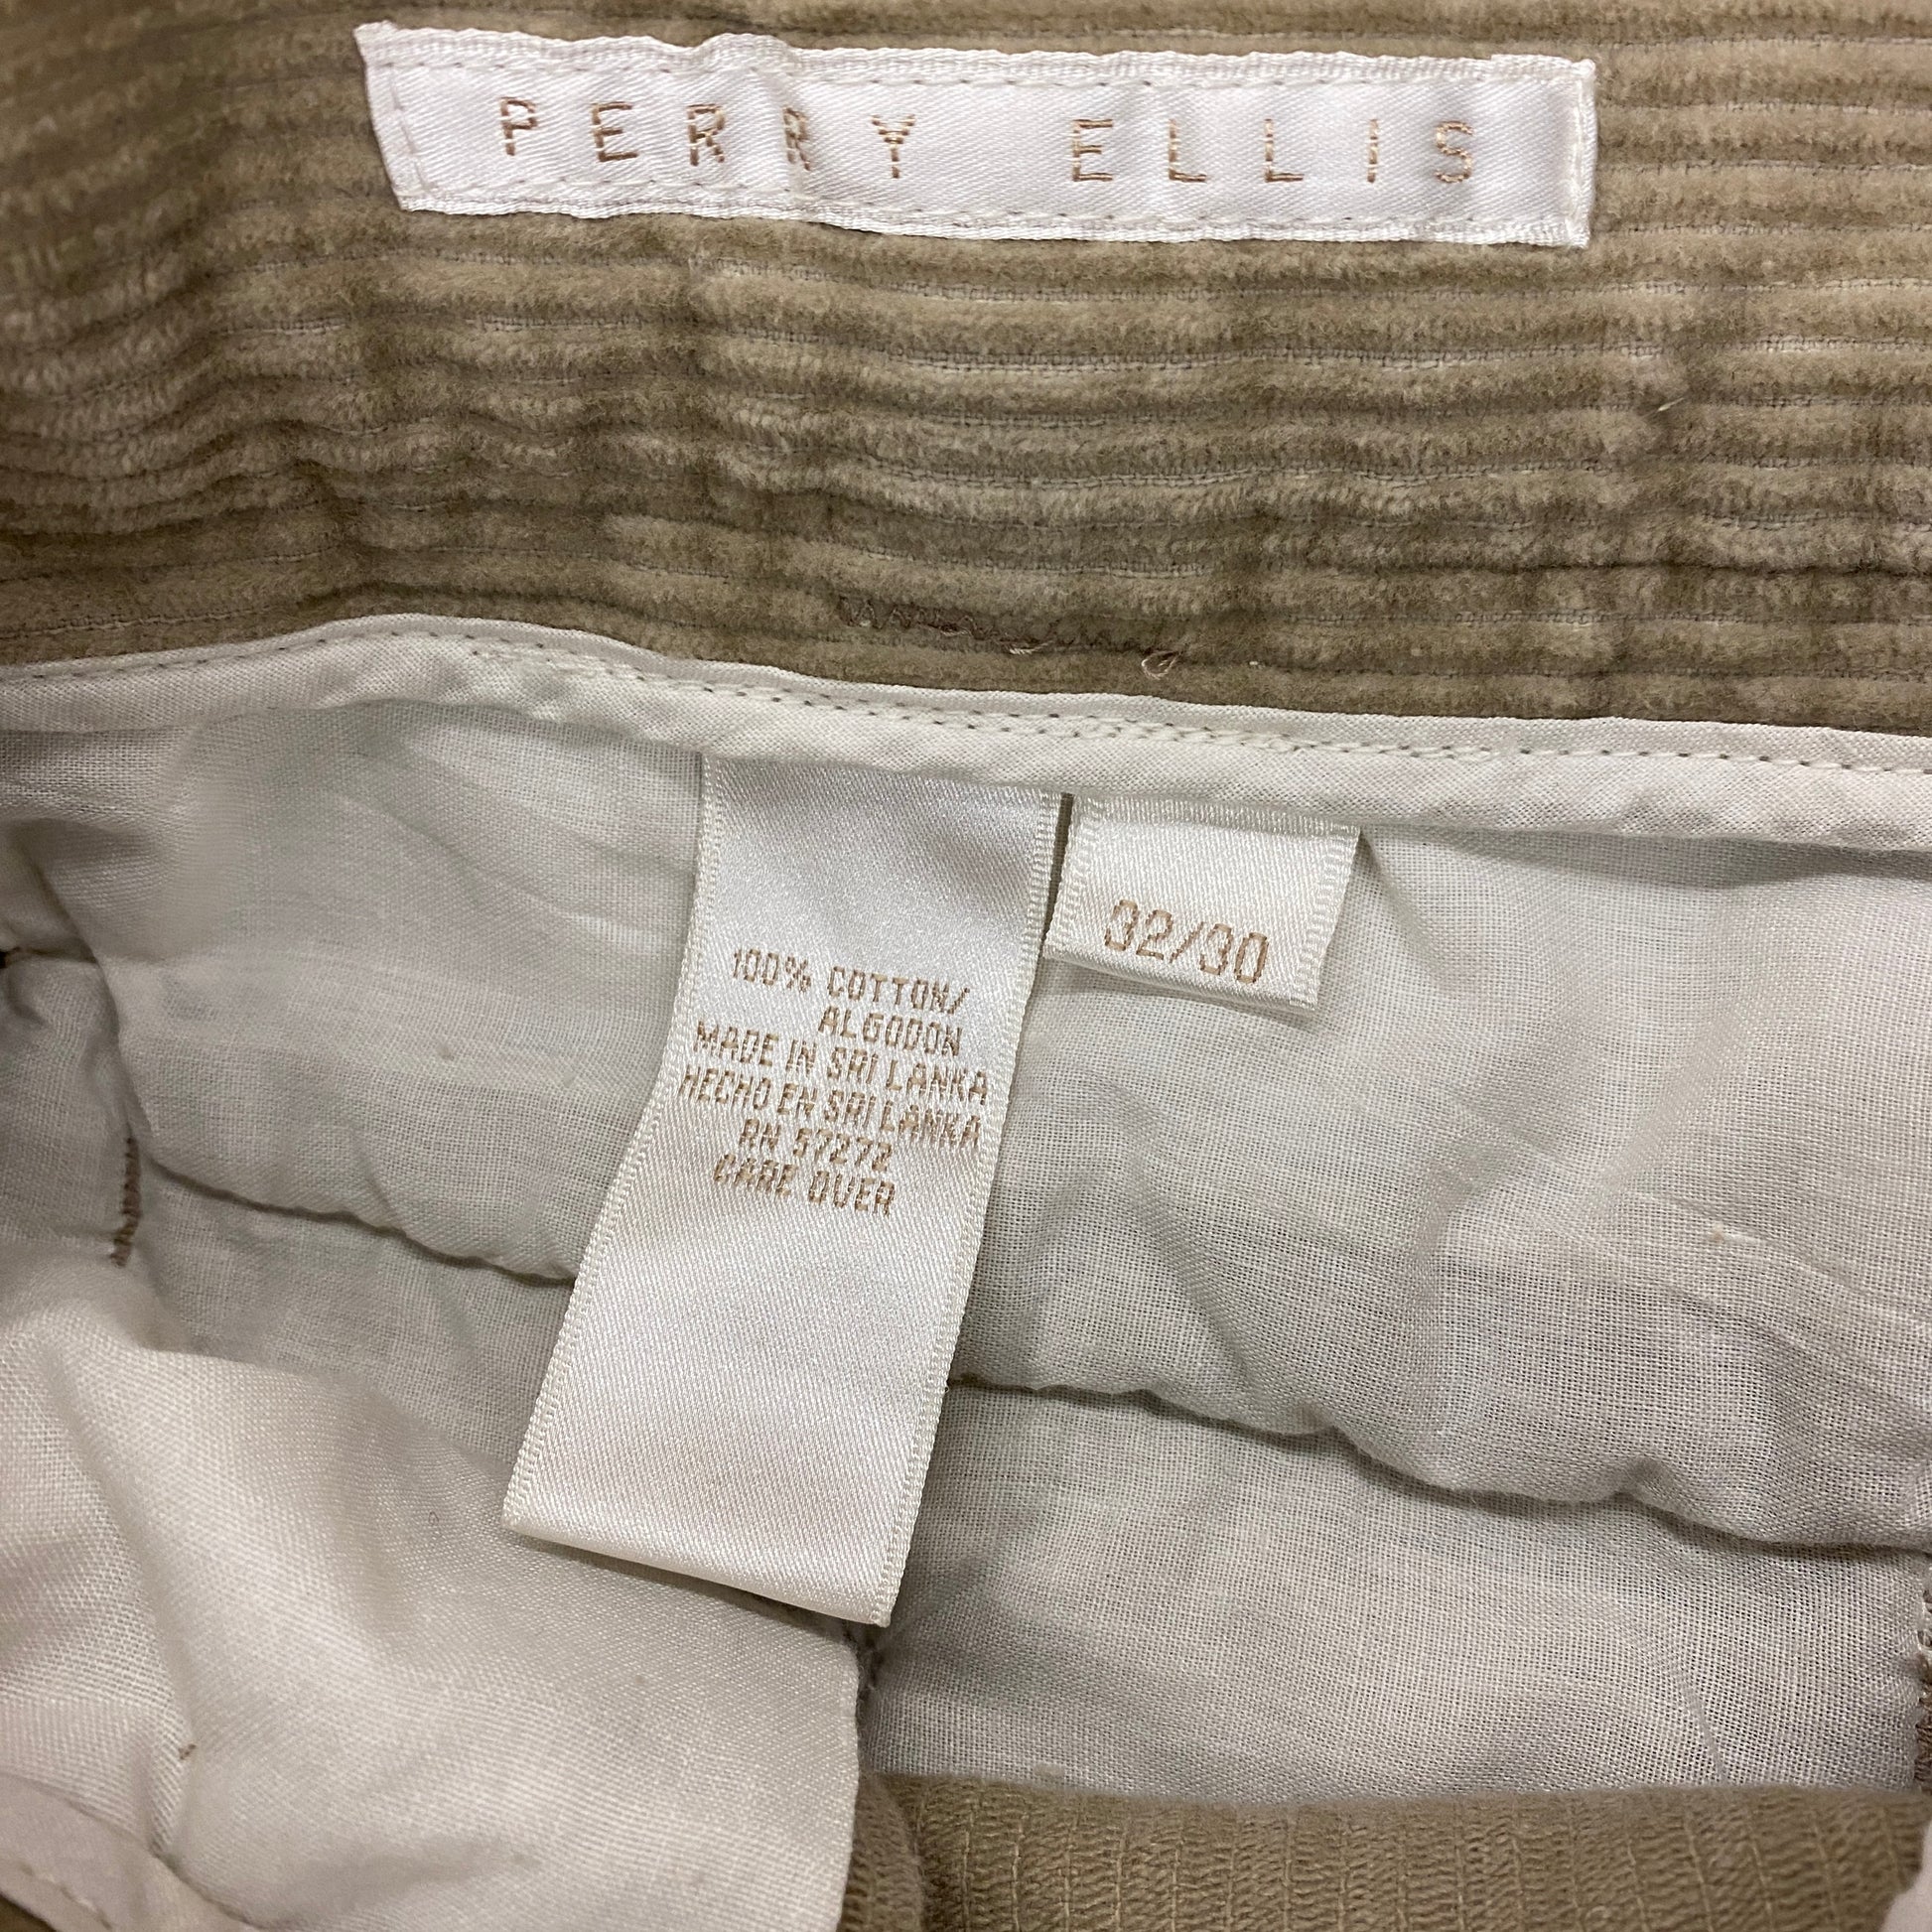 PERRY ELLIS
32/30
100% COTTON/
ALGODON
MADE IN SRI LANKA
HECHO EN SRI LANKA
RN 57272
CARE OVER